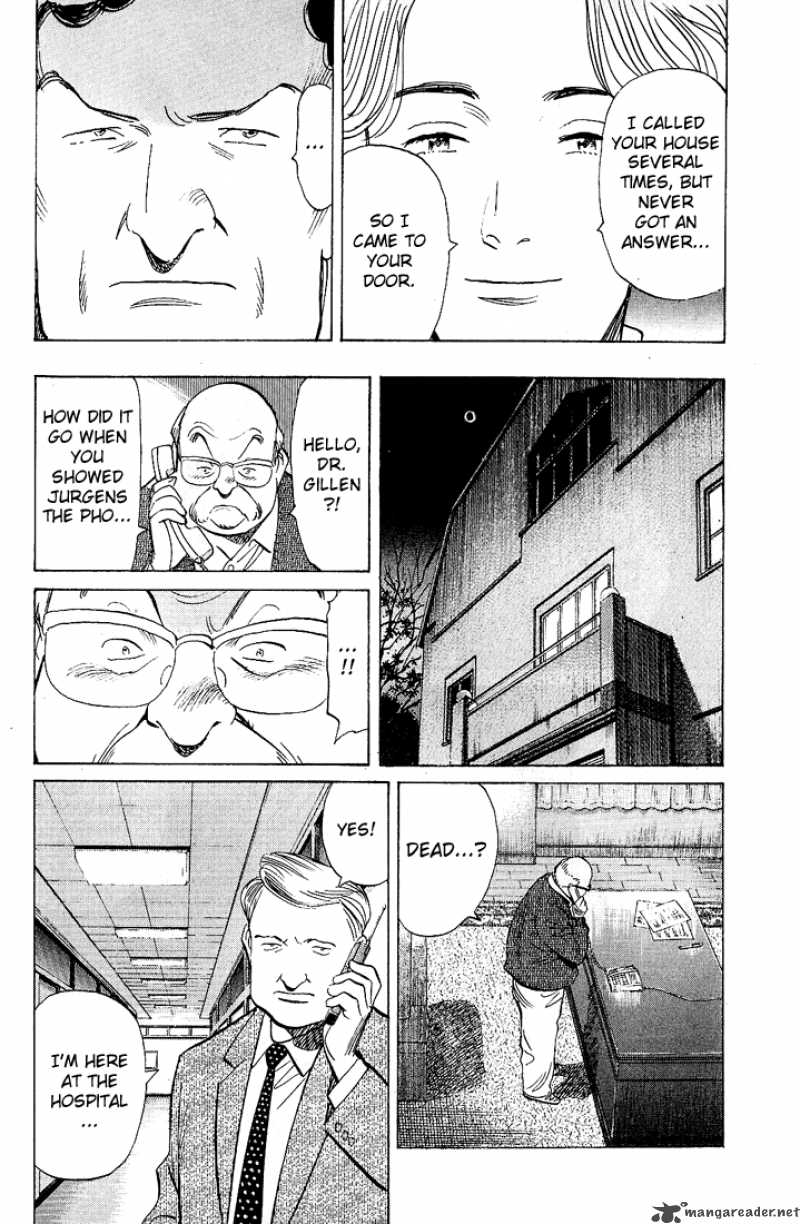 I CALLED
YOUR HOUSE
SEVERAL
TIMES, BUT
NEVER
GOT AN
ANSWER...
SO I
CAME TO
YOUR
DOOR.
...
HELLO,
DR.
GILLEN
?!
HOW DID IT
GO WHEN
YOU
SHOWED
JURGENS
THE PHO...
...
!!
DEAD...?
YES!
I'M HERE
AT THE
HOSPITAL
...
mangareader.net